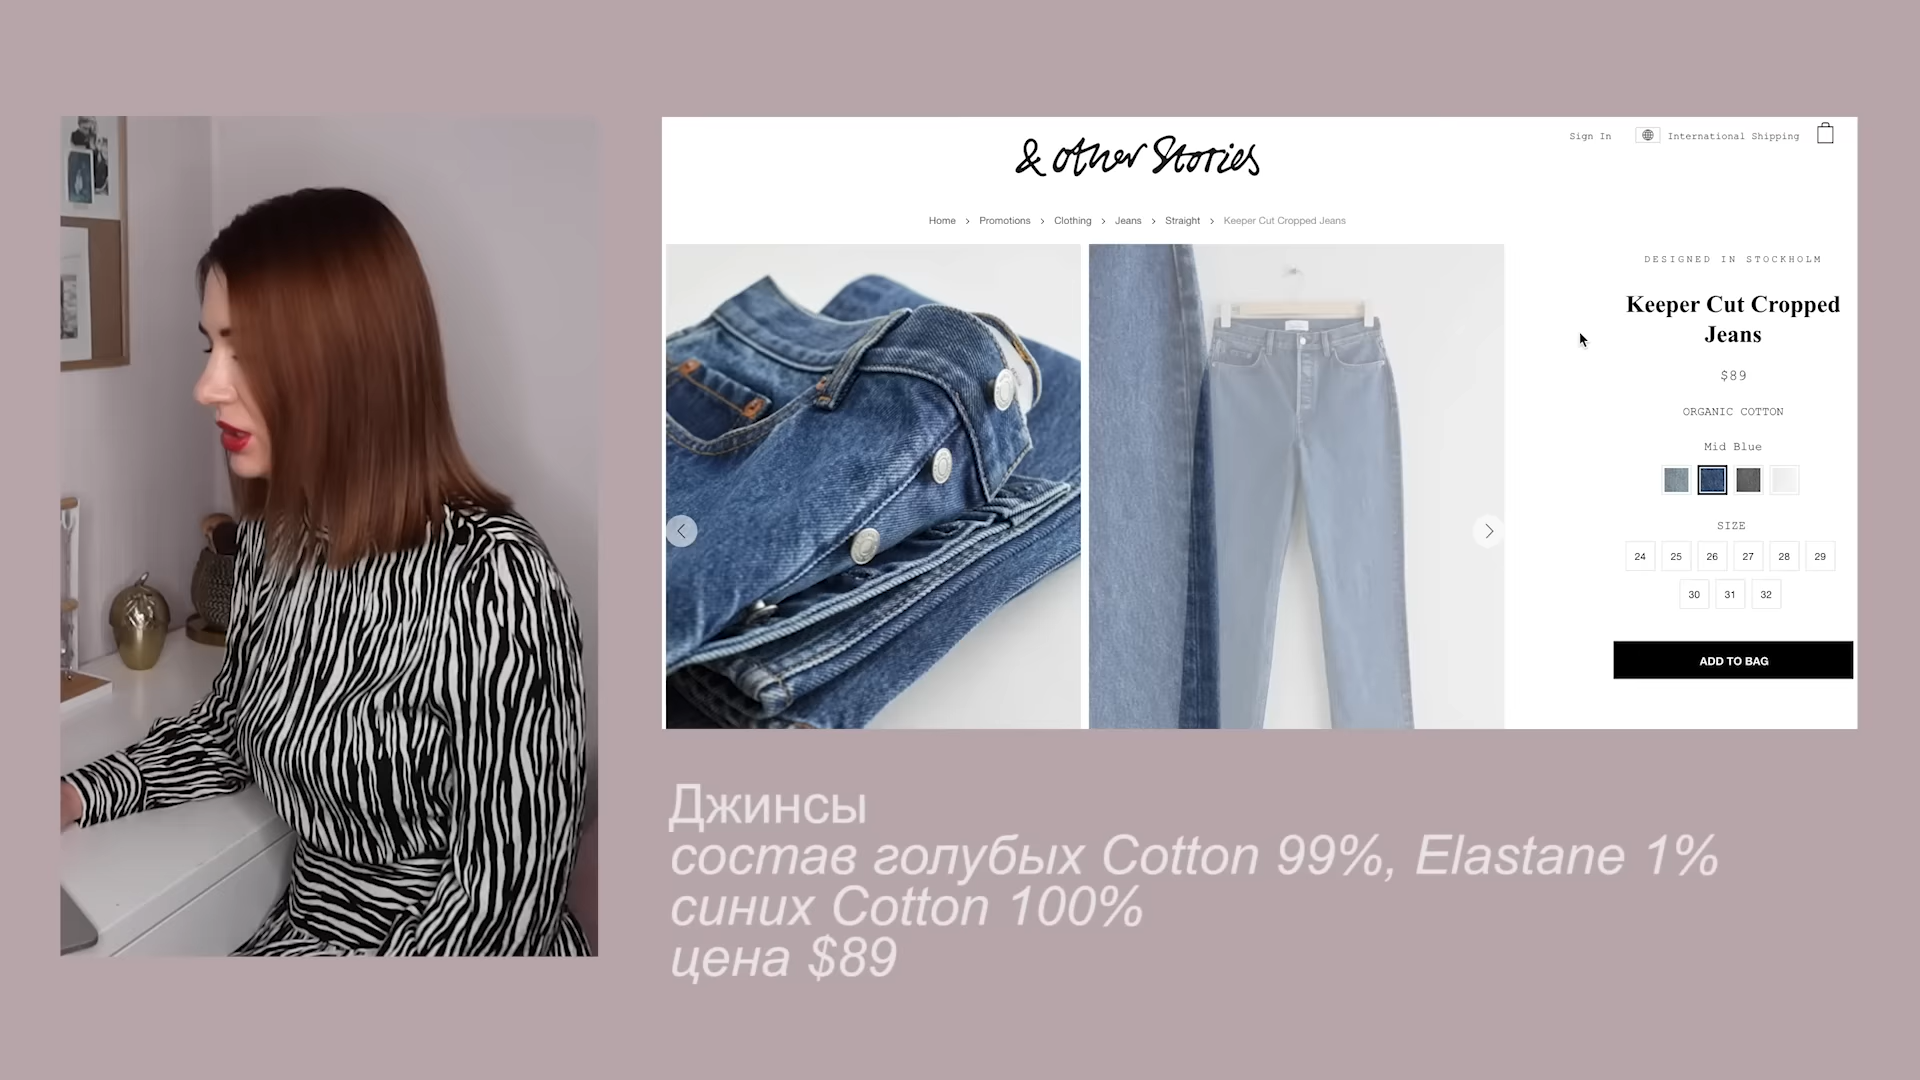 & other Stories
Sign In
International Shipping
Home > Promotions > Clothing > Jeans > Straight > Keeper Cut Cropped Jeans
DESIGNED IN STOCKHOLM
Keeper Cut Cropped
Jeans
$89
ORGANIC COTTON
Mid Blue
SIZE
24 25 26 27 28 29
30 31 32
ADD TO BAG
Джинсы
состав голубых Cotton 99%, Elastane 1%
синих Cotton 100%
цена $89